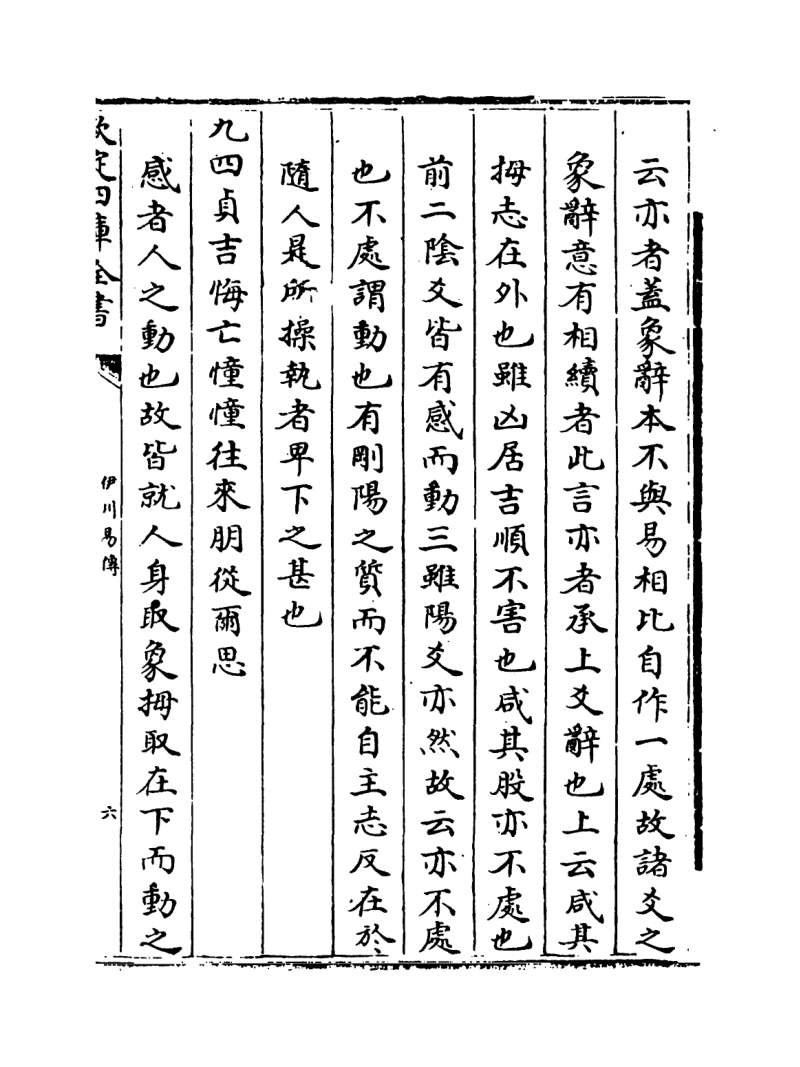 云亦者蓋象辭本不與易相比自作一處故諸爻之
象辭意有相續者此言亦者承上爻辭也上云咸其
拇志在外也雖凶居吉順不害也咸其股亦不處也
前二陰爻皆有感而動三雖陽爻亦然故云亦不處
也不處謂動也有剛陽之質而不能自主志反在於
隨人是所操執者卑下之甚也
九四貞吉悔亡憧憧往來朋從爾思
感者人之動也故皆就人身取象拇取在下而動之
欽定四庫全書
伊川易傳
六